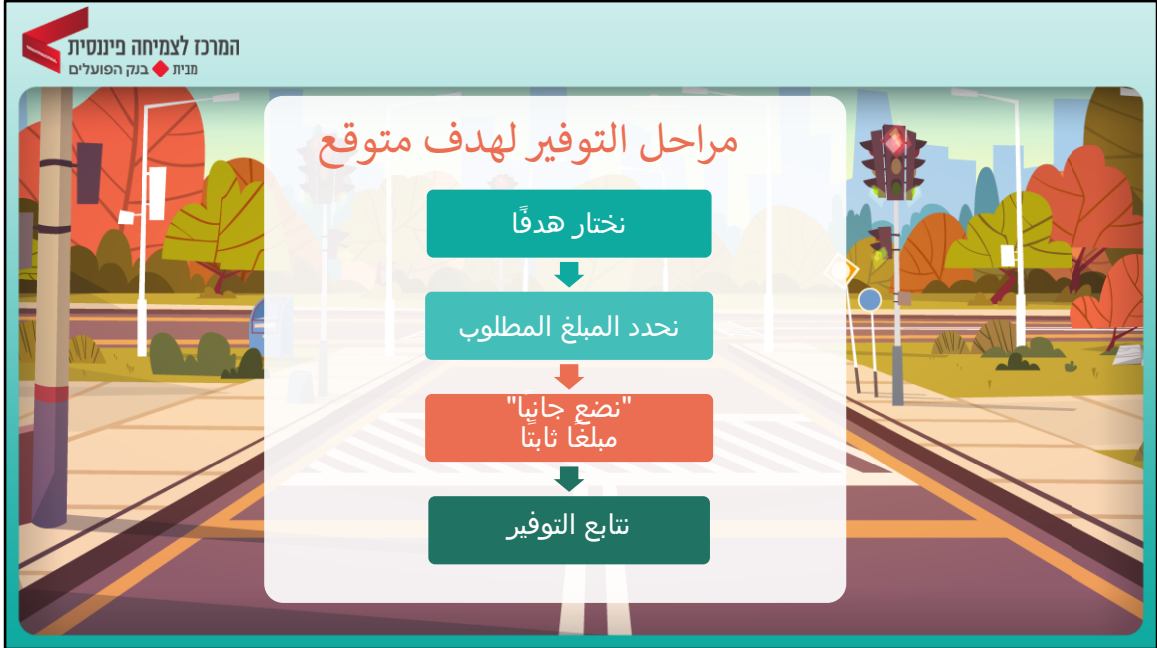 המרכז לצמיחה פיננסית
מבית בנק הפועלים
مراحل التوفير لهدف متوقع
نختار هدفًا
نحدد المبلغ المطلوب
"نضع جانبًا"
مبلغًا ثابتًا
نتابع التوفير